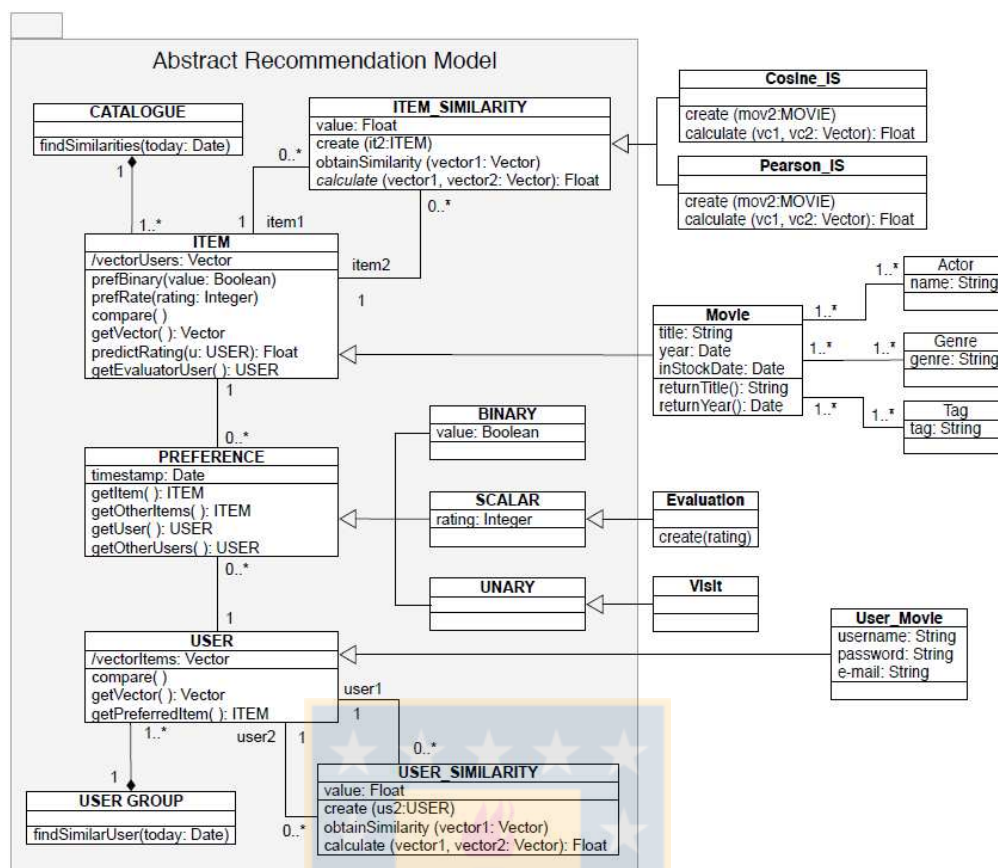 Abstract Recommendation Model
CATALOGUE
findSimilarities(today: Date)
1
1..*
ITEM_SIMILARITY
value: Float
create (it2:ITEM)
obtainSimilarity (vector1: Vector)
calculate (vector1, vector2: Vector): Float
0..*
1
item1
0..*
item2
1
Cosine_IS
create (mov2:MOVIE)
calculate (vc1, vc2: Vector): Float
Pearson_IS
create (mov2:MOVIE)
calculate (vc1, vc2: Vector): Float
ITEM
/vectorUsers: Vector
prefBinary(value: Boolean)
prefRate(rating: Integer)
compare( )
getVector( ): Vector
predictRating(u: USER): Float
getEvaluatorUser( ): USER
1
0..*
Movie
title: String
year: Date
inStockDate: Date
returnTitle(): String
returnYear(): Date
1..*
1..*
Actor
name: String
1..*
1..*
Genre
genre: String
1..*
1..*
Tag
tag: String
PREFERENCE
timestamp: Date
getItem( ): ITEM
getOtherItems( ): ITEM
getUser( ): USER
getOtherUsers( ): USER
0..*
1
BINARY
value: Boolean
SCALAR
rating: Integer
UNARY
Evaluation
create(rating)
Visit
User_Movie
username: String
password: String
e-mail: String
USER
/vectorItems: Vector
compare( )
getVector( ): Vector
getPreferredItem( ): ITEM
user1
1
0..*
user2
1
0..*
1..*
1
USER GROUP
findSimilarUser(today: Date)
USER_SIMILARITY
value: Float
create (us2:USER)
obtainSimilarity (vector1: Vector)
calculate (vector1, vector2: Vector): Float